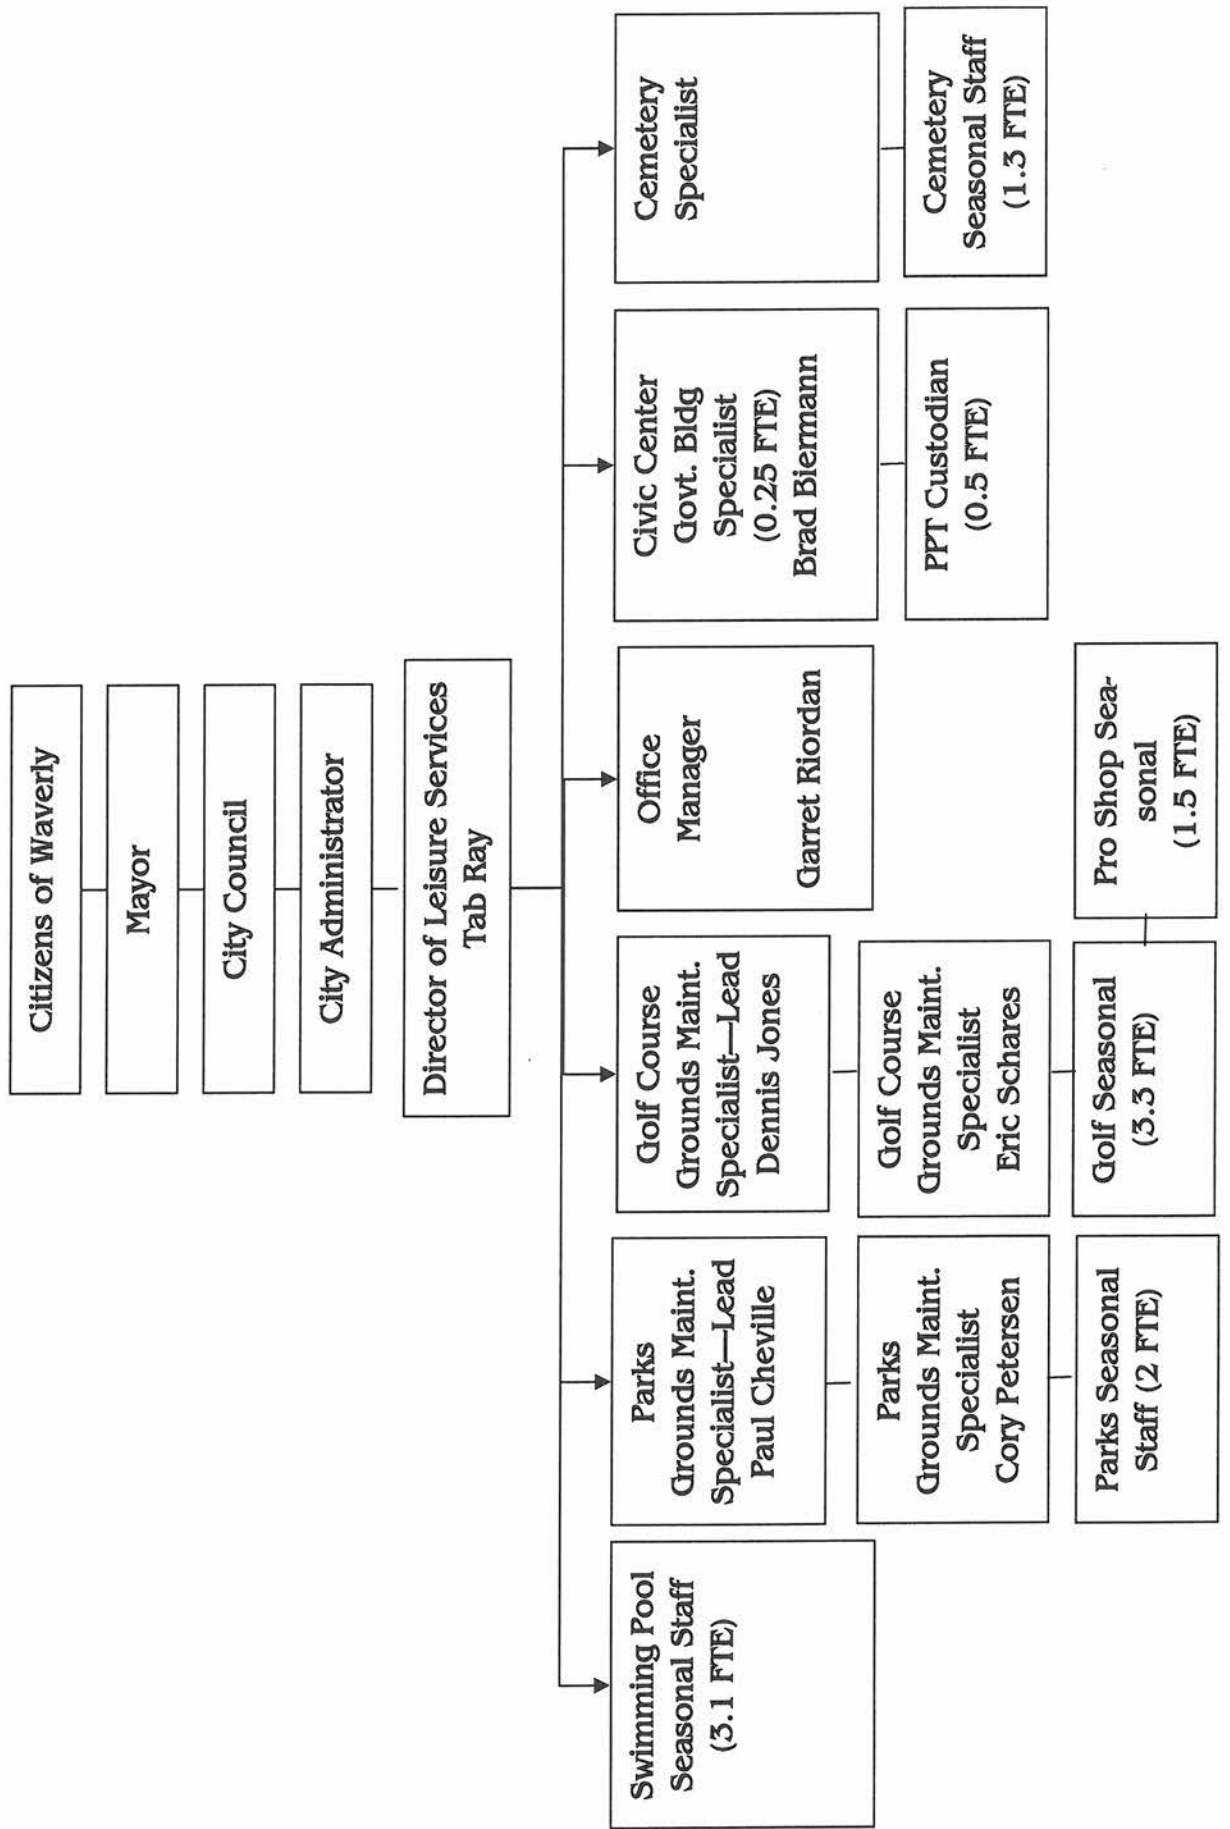 Citizens of Waverly
Mayor
City Council
City Administrator
Director of Leisure Services
Tab Ray
Swimming Pool
Seasonal Staff
(3.1 FTE)
Parks
Grounds Maint.
Specialist—Lead
Paul Cheville
Golf Course
Grounds Maint.
Specialist—Lead
Dennis Jones
Office
Manager
Garret Riordan
Civic Center
Govt. Bldg
Specialist
(0.25 FTE)
Brad Biermann
Cemetery
Specialist
Parks
Grounds Maint.
Specialist
Cory Petersen
Golf Course
Grounds Maint.
Specialist
Eric Schares
PPT Custodian
(0.5 FTE)
Cemetery
Seasonal Staff
(1.3 FTE)
Parks Seasonal
Staff (2 FTE)
Golf Seasonal
(3.3 FTE)
Pro Shop Sea-
sonal
(1.5 FTE)